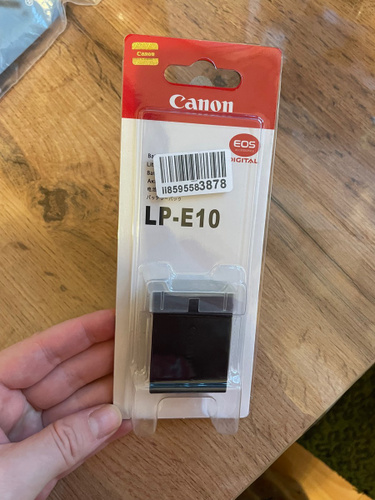 Canon
Canon
EOS
DIGITAL
ii8595583878
LP-E10